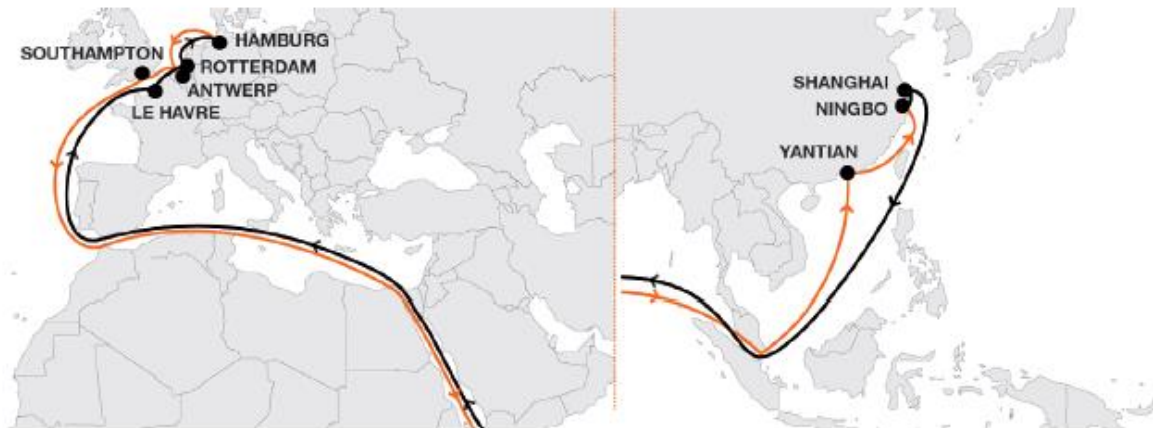 HAMBURG
SOUTHAMPTON
ROTTERDAM
ANTWERP
LE HAVRE
SHANGHAI
NINGBO
YANTIAN